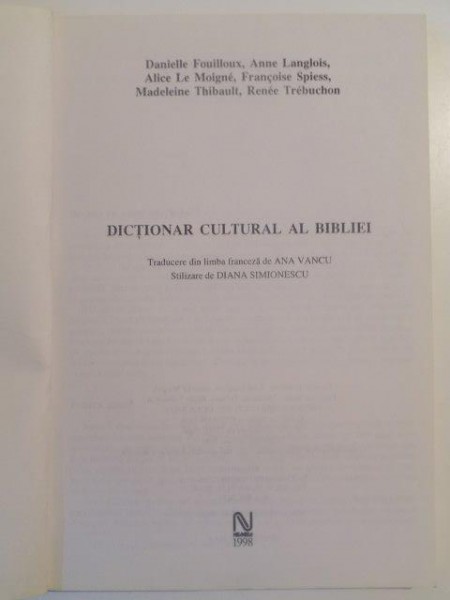 Danielle Fouilloux, Anne Langlois,
Alice Le Moigné, Françoise Spiess,
Madeleine Thibault, Renée Trébuchon
DICȚIONAR CULTURAL AL BIBLIEI
Traducere din limba franceză de ANA VANCU
Stilizare de DIANA SIMIONESCU
N
1998